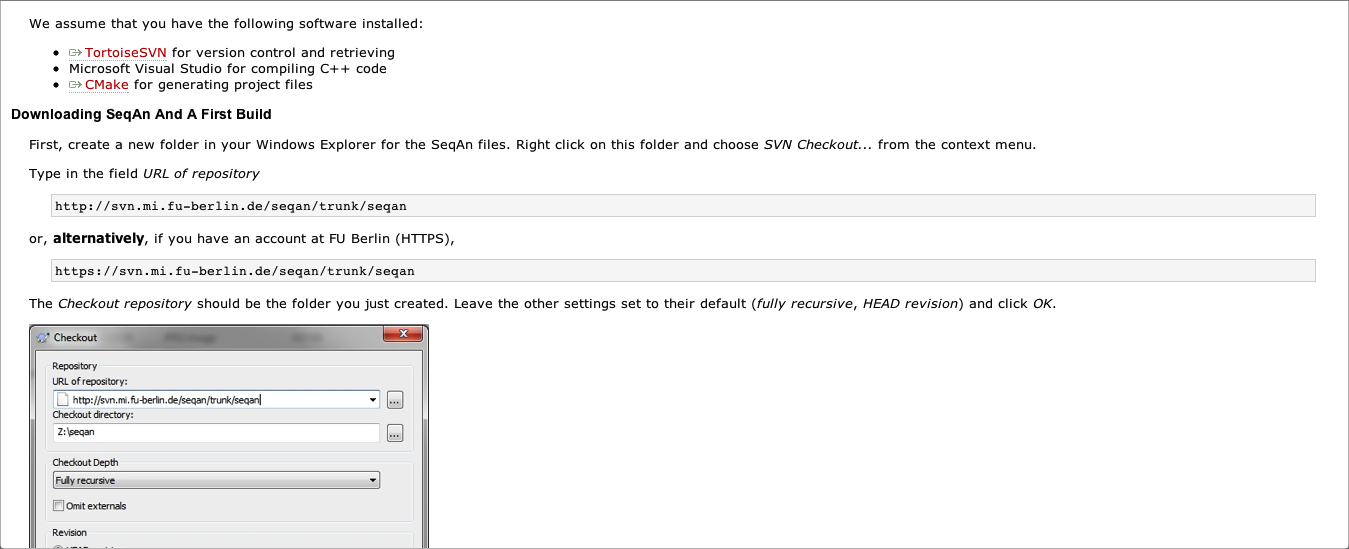 We assume that you have the following software installed:
TortoiseSVN for version control and retrieving
Microsoft Visual Studio for compiling C++ code
CMake for generating project files
Downloading SeqAn And A First Build
First, create a new folder in your Windows Explorer for the SeqAn files. Right click on this folder and choose SVN Checkout... from the context menu.
Type in the field URL of repository
http://svn.mi.fu-berlin.de/seqan/trunk/seqan
or, alternatively, if you have an account at FU Berlin (HTTPS),
https://svn.mi.fu-berlin.de/seqan/trunk/seqan
The Checkout repository should be the folder you just created. Leave the other settings set to their default (fully recursive, HEAD revision) and click OK.
Checkout
Repository
URL of repository:
http://svn.mi.fu-berlin.de/seqan/trunk/seqan
...
Checkout directory:
Z:\seqan
...
Checkout Depth
Fully recursive
Omit externals
Revision